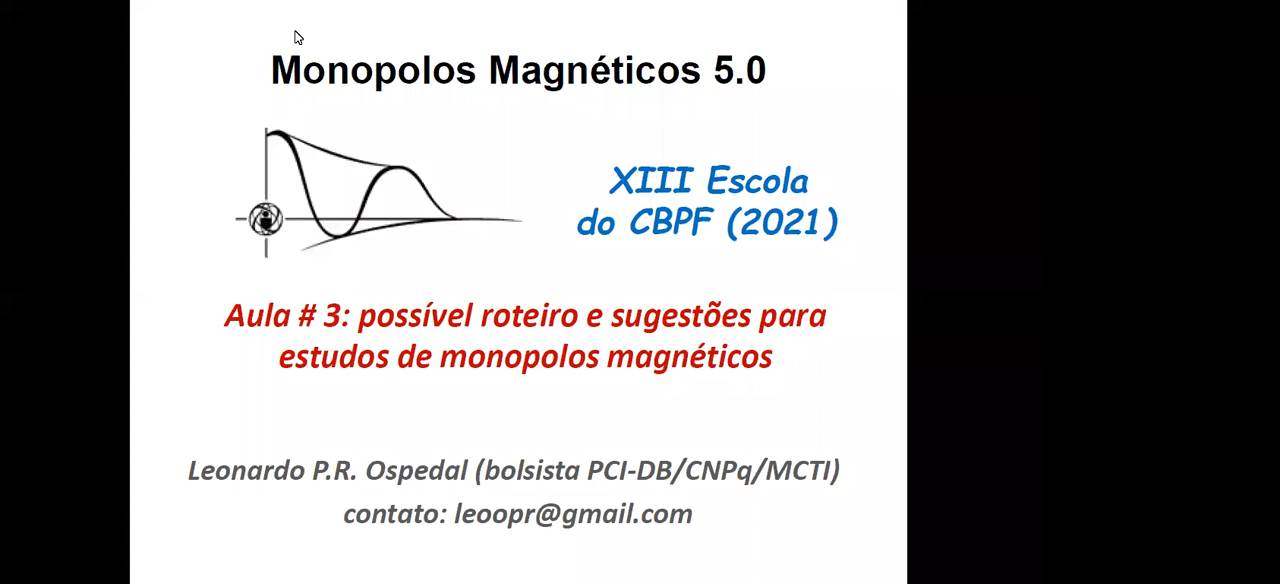 Monopolos Magnéticos 5.0
XIII Escola
do CBPF (2021)
Aula # 3: possível roteiro e sugestões para
estudos de monopolos magnéticos
Leonardo P.R. Ospedal (bolsista PCI-DB/CNPq/MCTI)
contato: leoopr@gmail.com